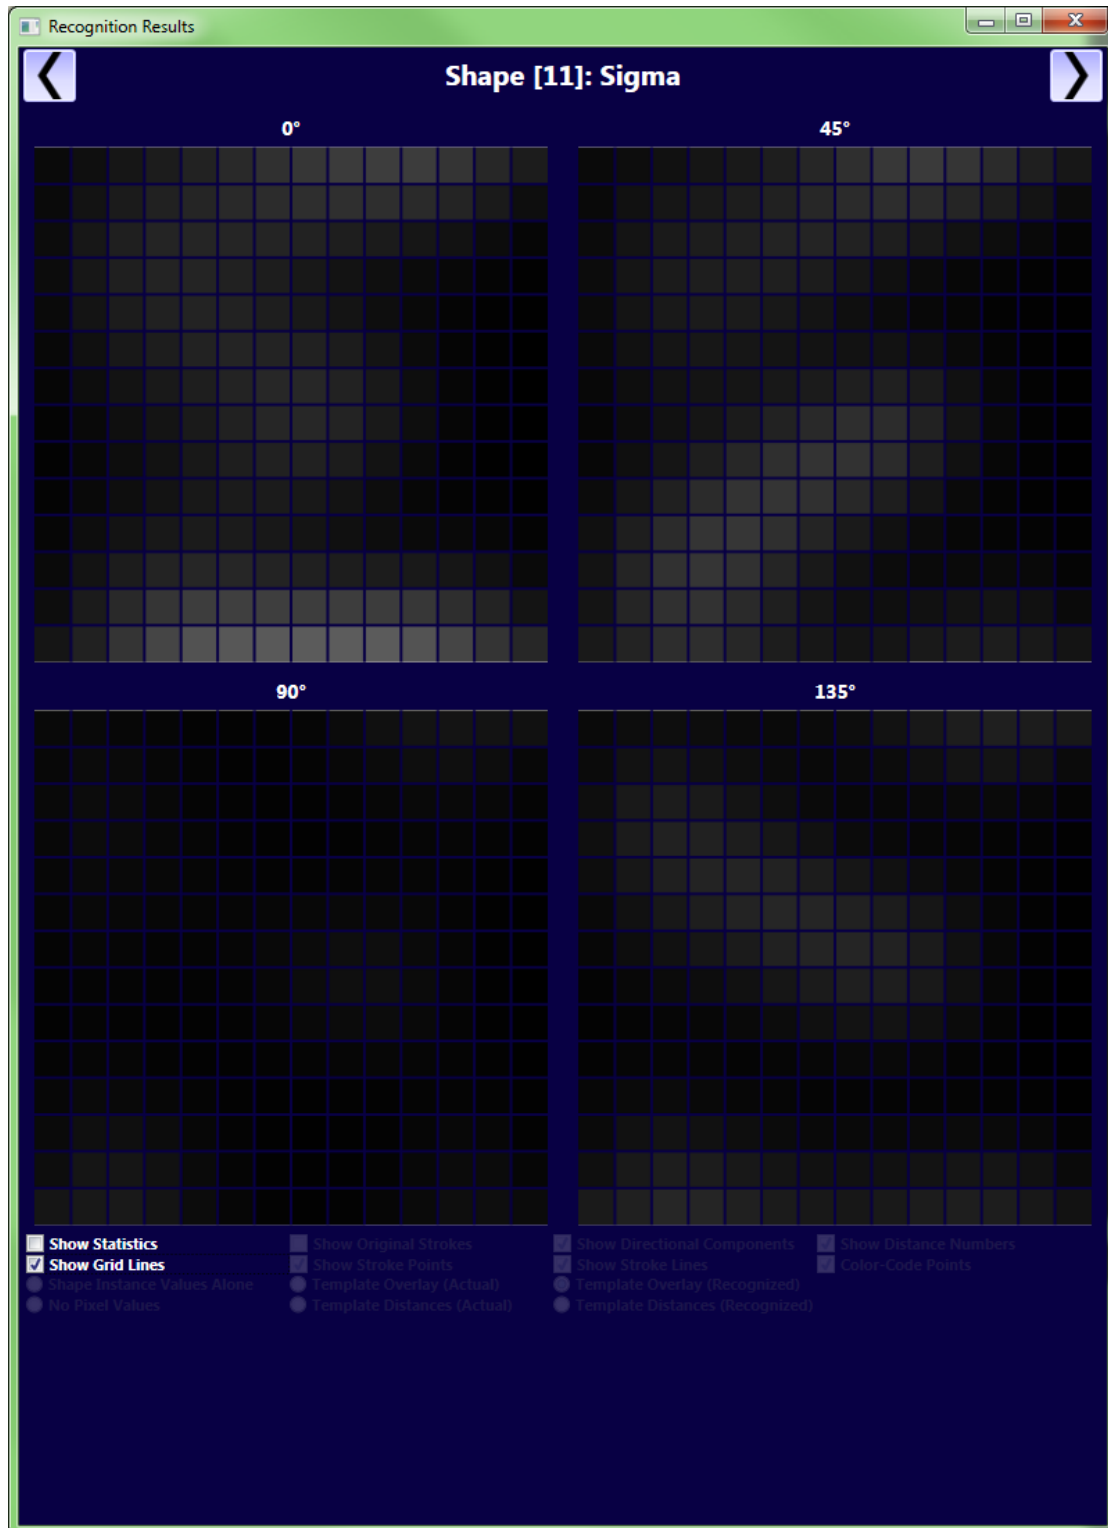 Recognition Results
Shape [11]: Sigma
0°
45°
90°
135°
Show Statistics
Show Original Strokes
Show Directional Components
Show Distance Numbers
Show Grid Lines
Show Stroke Points
Show Stroke Lines
Color-Code Points
Shape Instance Values Alone
Template Overlay (Actual)
Template Overlay (Recognized)
No Pixel Values
Template Distances (Actual)
Template Distances (Recognized)